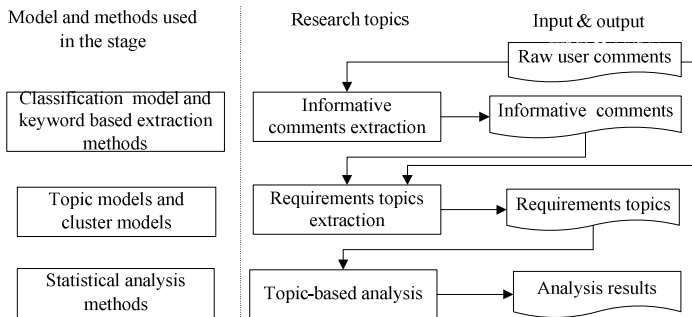 Model and methods used
in the stage
Research topics
Input & output
Raw user comments
Classification model and
keyword based extraction
methods
Informative
comments extraction
Informative comments
Topic models and
cluster models
Requirements topics
extraction
Requirements topics
Statistical analysis
methods
Topic-based analysis
Analysis results